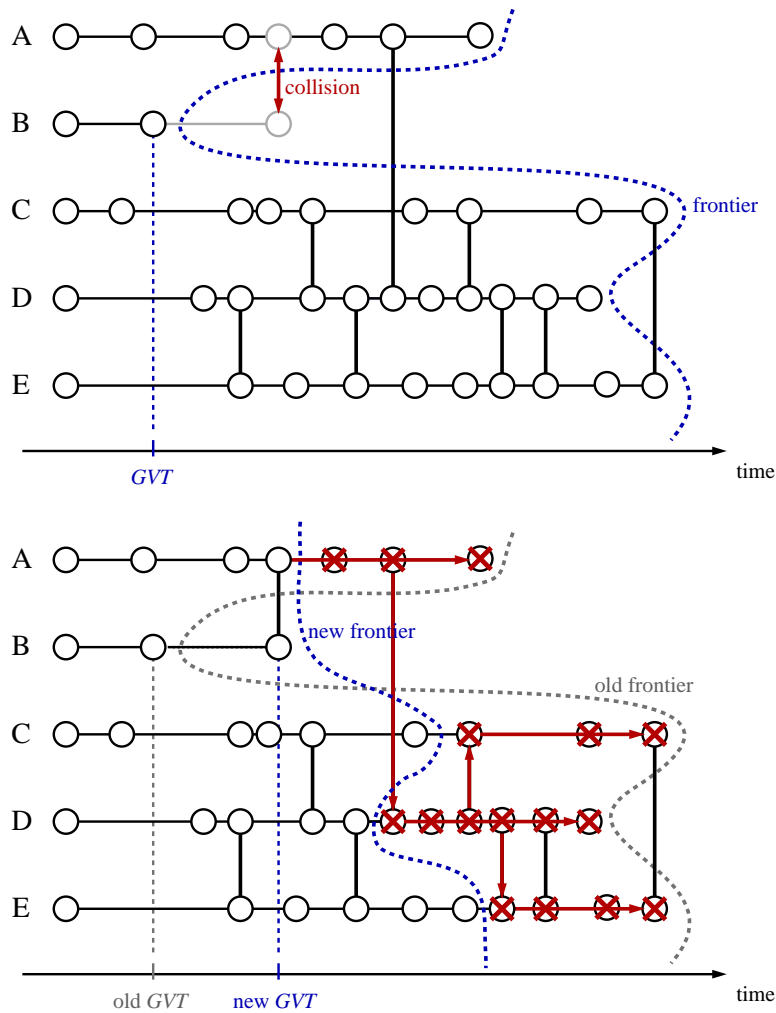 A
collision
B
C
frontier
D
E
time
GVT
A
new frontier
B
old frontier
C
D
E
time
old GVT
new GVT